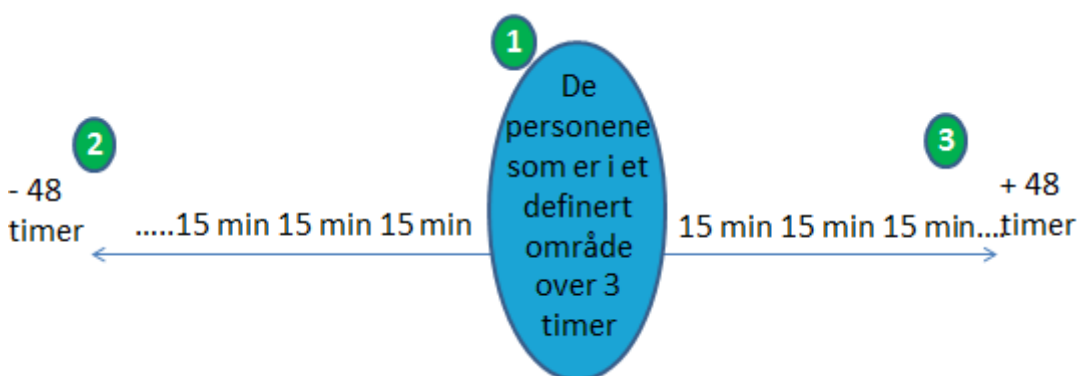 1
De
personene
som er i et
definert
område
over 3
timer
2
- 48
timer
.....15 min 15 min 15 min
3
+ 48
timer
15 min 15 min 15 min...